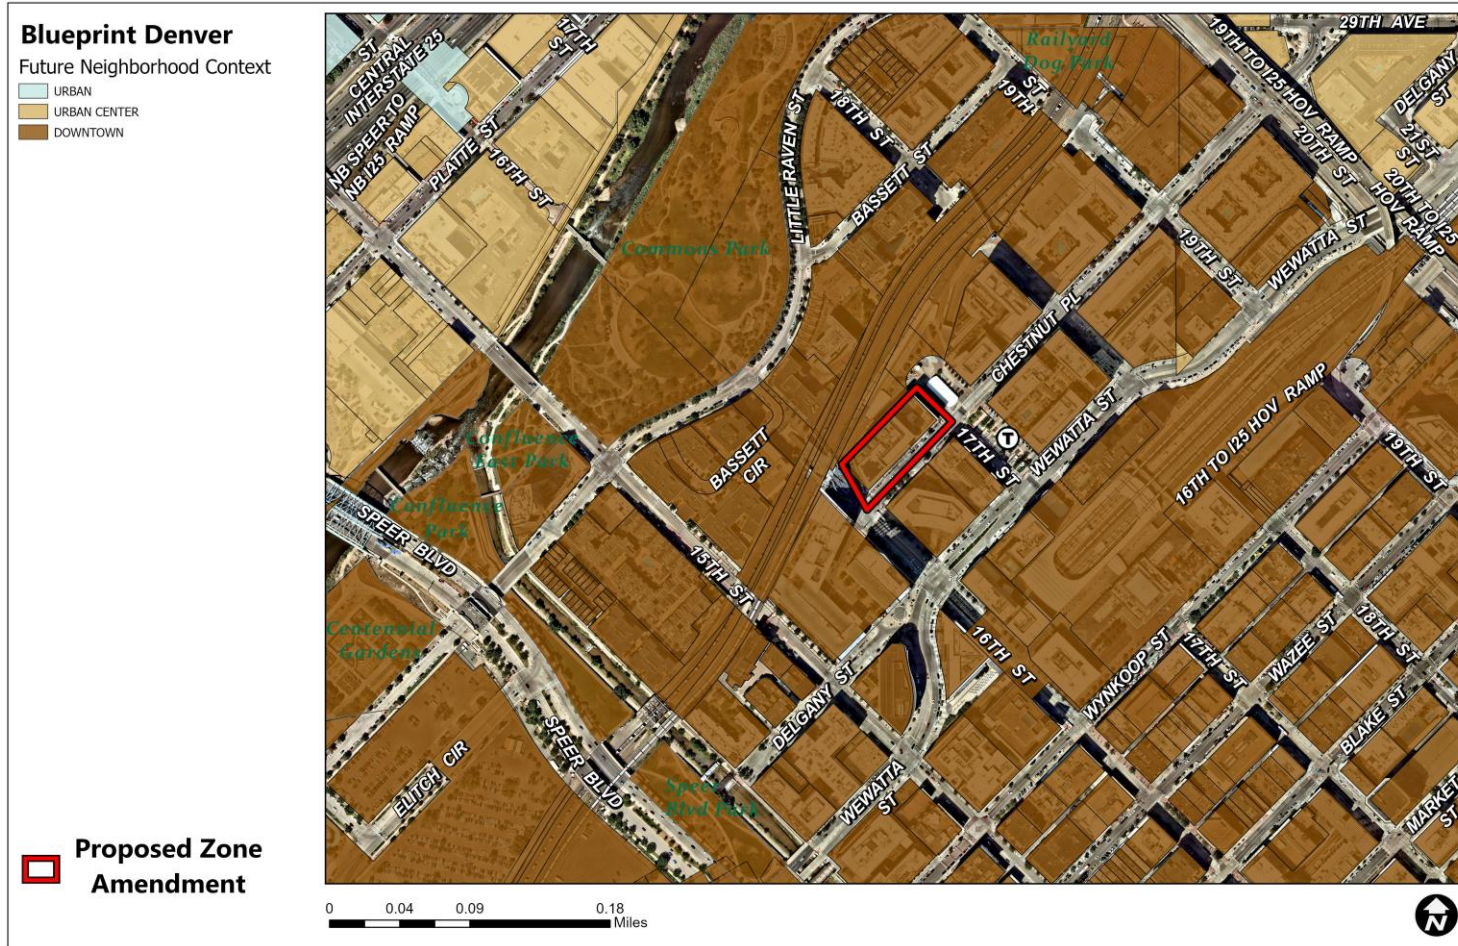 Blueprint Denver
Future Neighborhood Context
URBAN
URBAN CENTER
DOWNTOWN
Proposed Zone
Amendment
ST
CENTRAL
INTERSTATE 25
NB SPEER TO
NB I25 RAMP
PLATTE ST
17TH
ST
16TH ST
LITTLE RAVEN ST
18TH ST
BASSETT ST
19TH
ST
Railyard
Dog Park
19TH TO I25 HOV RAMP
29TH AVE
DELGANY
ST
21ST
ST
20TH
ST
20TH TO I25
HOV RAMP
Commons Park
CHESTNUT PL
19TH ST
WEWATTA ST
Confluence
East Park
Confluence
Park
BASSETT
CIR
T
17TH ST
WEWATTA ST
16TH TO I25 HOV RAMP
19TH ST
SPEER BLVD
15TH ST
Centennial
Gardens
16TH ST
WYNKOOP ST
17TH ST
WAZEE ST
18TH ST
DELGANY ST
BLAKE ST
ELITCH CIR
SPEER BLVD
Speer
Blvd Park
WEWATTA
ST
MARKET
ST
0 0.04 0.09 0.18
Miles
N